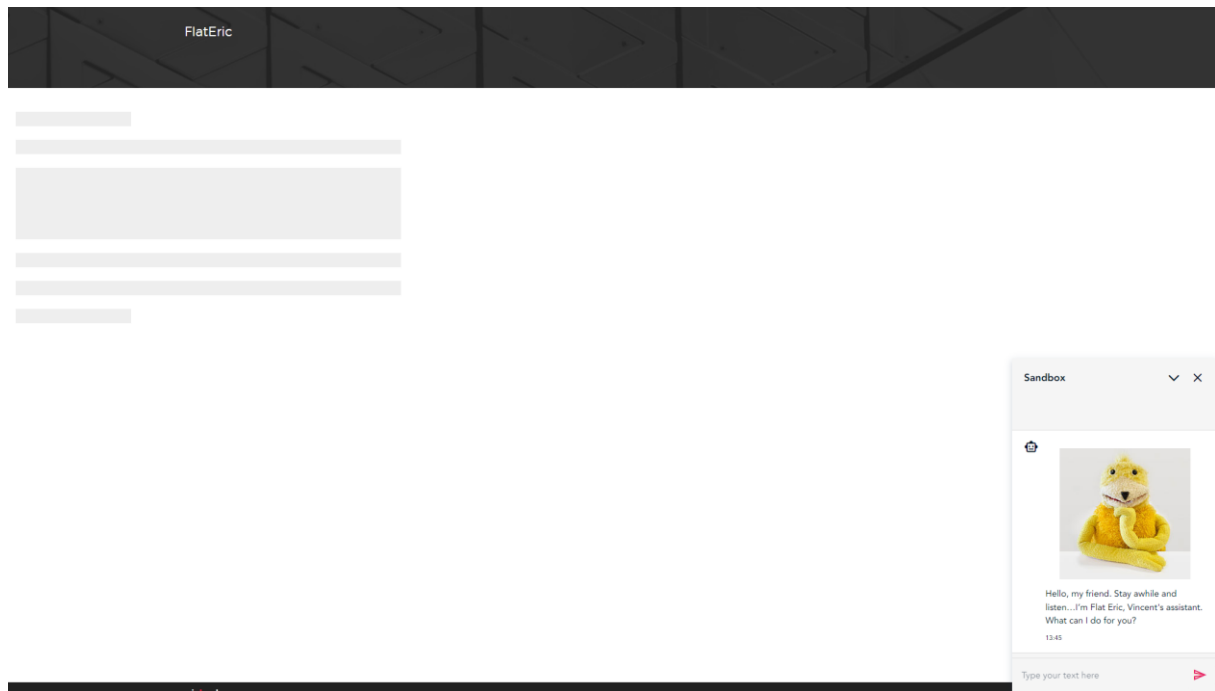 FlatEric
Sandbox
Hello, my friend. Stay awhile and
listen...I'm Flat Eric, Vincent's assistant.
What can I do for you?
13:45
Type your text here